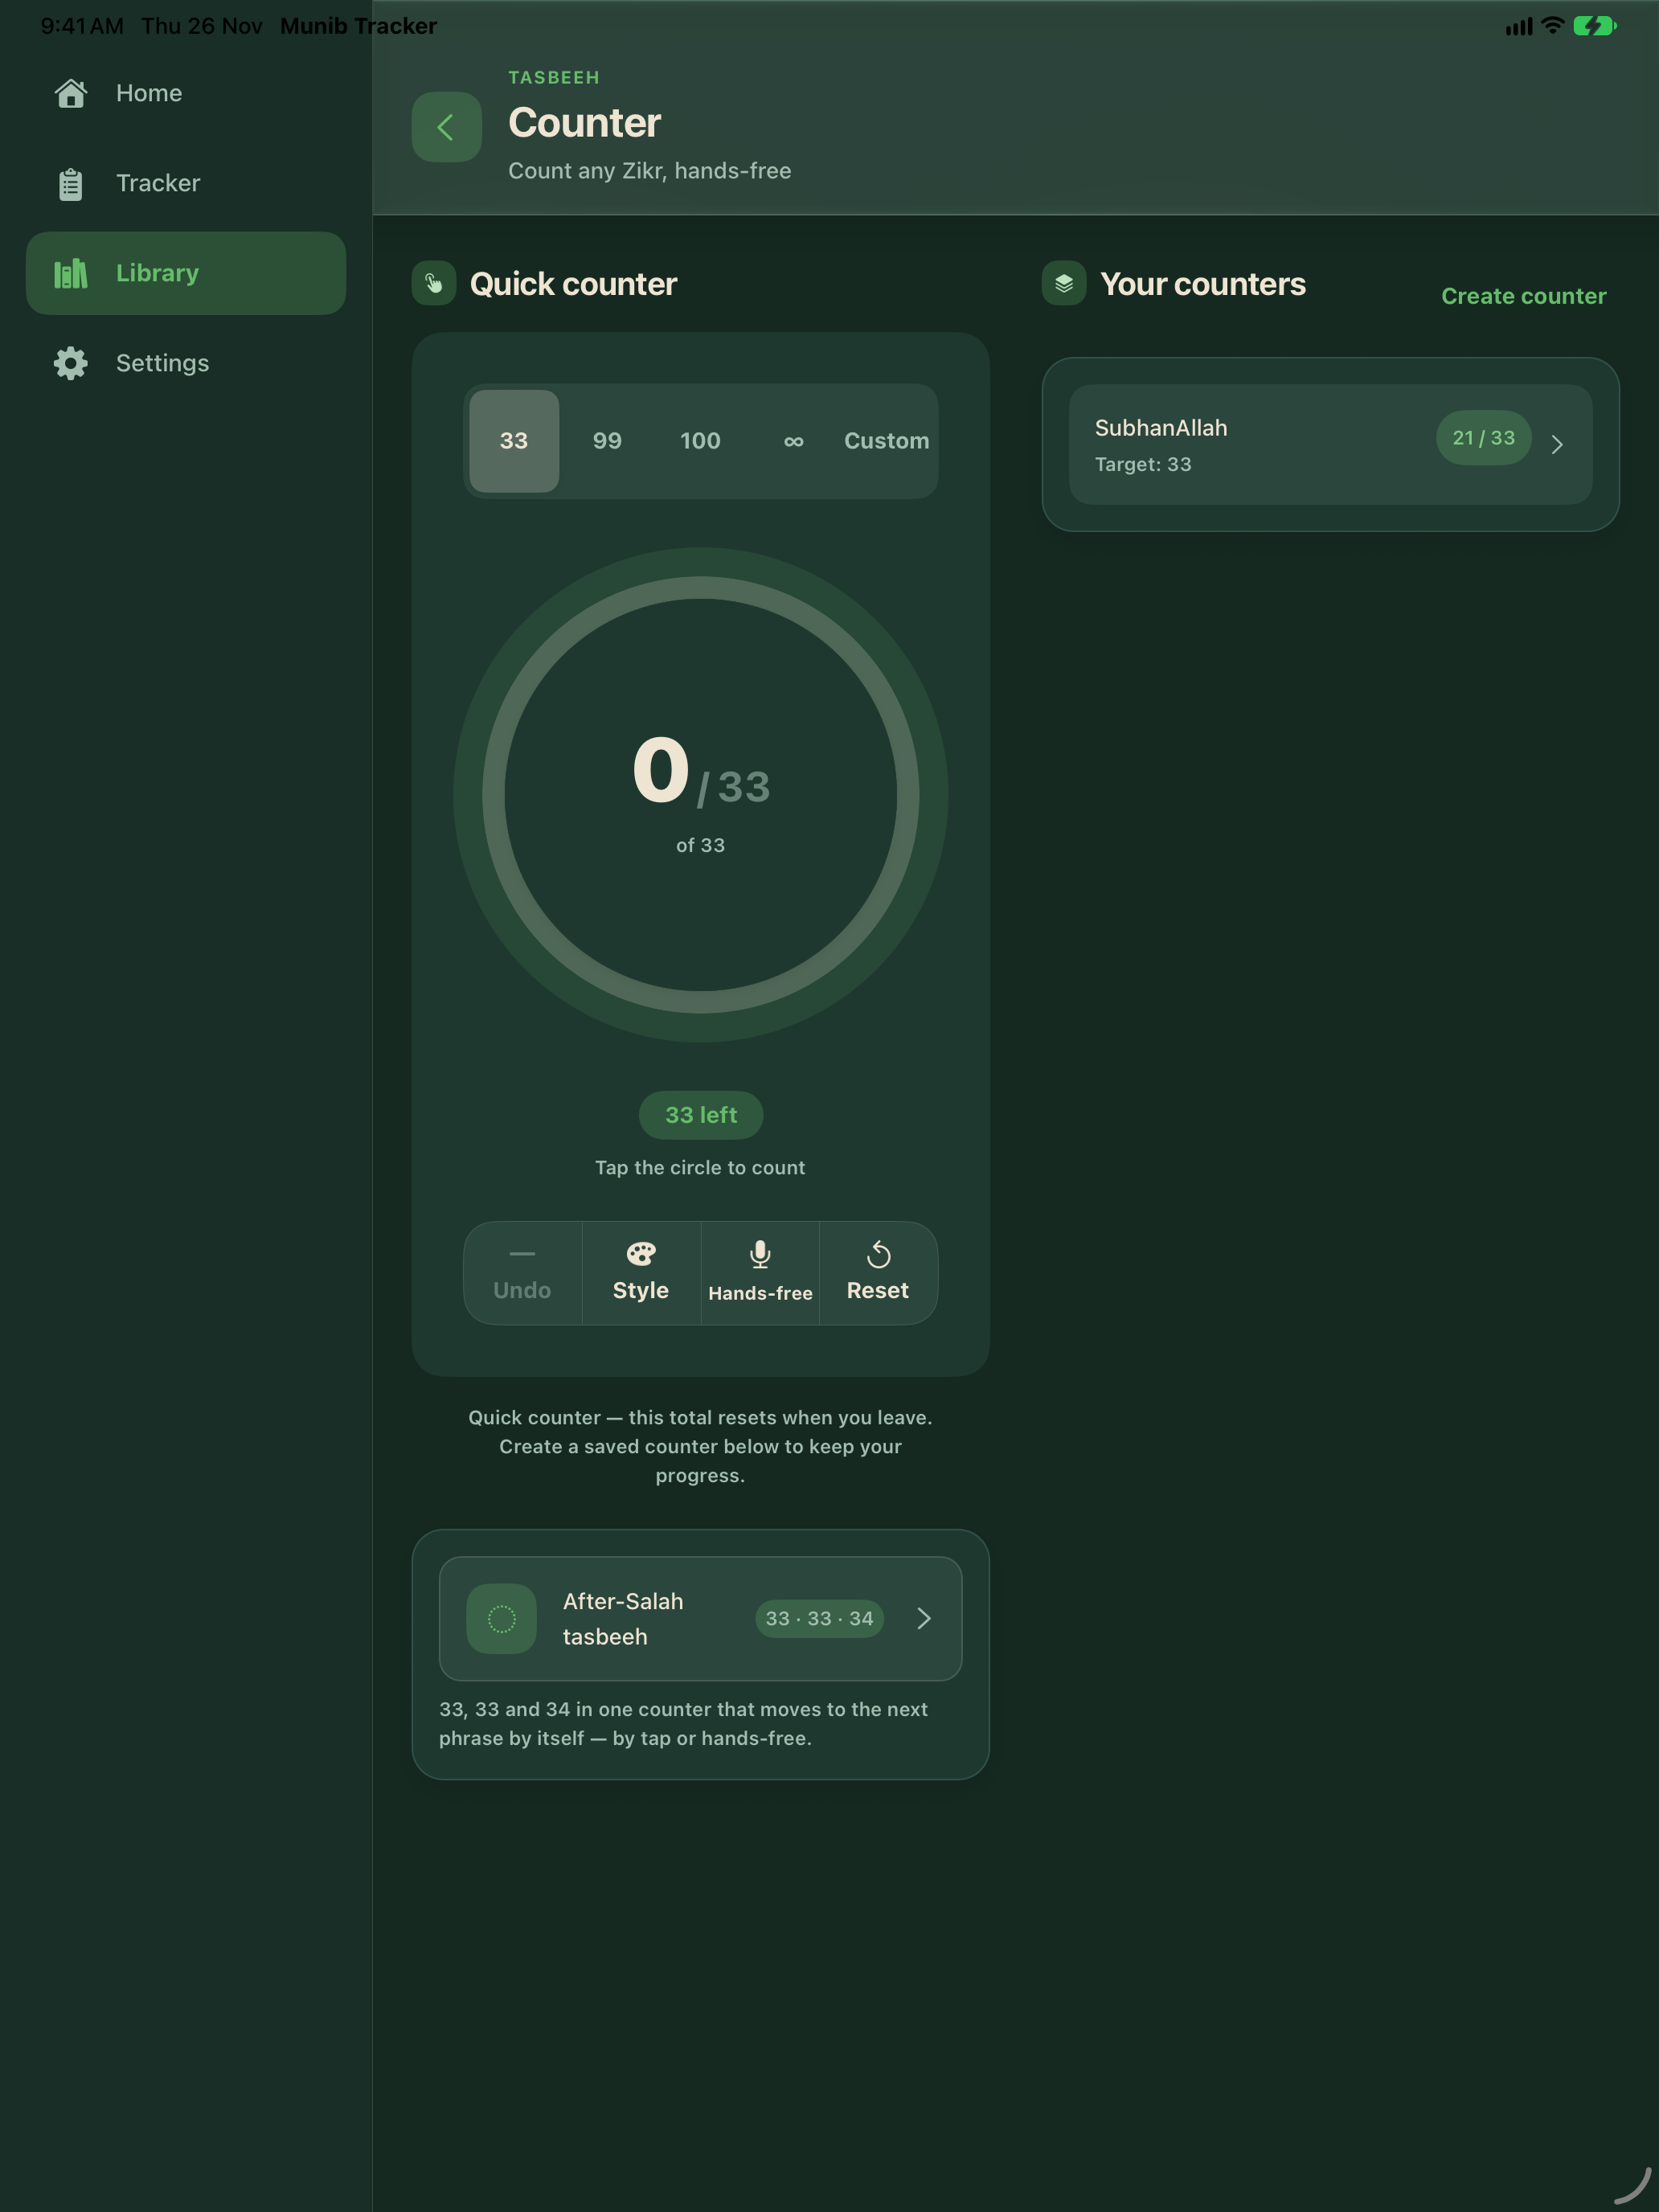 9:41 AM Thu 26 Nov Munib Tracker
Home
Tracker
Library
Settings
TASBEEH
Counter
Count any Zikr, hands-free
Quick counter
33 99 100 ∞ Custom
0 / 33
of 33
33 left
Tap the circle to count
Undo Style Hands-free Reset
Quick counter — this total resets when you leave.
Create a saved counter below to keep your
progress.
After-Salah
tasbeeh
33 · 33 · 34
33, 33 and 34 in one counter that moves to the next
phrase by itself — by tap or hands-free.
Your counters
Create counter
SubhanAllah
Target: 33
21 / 33